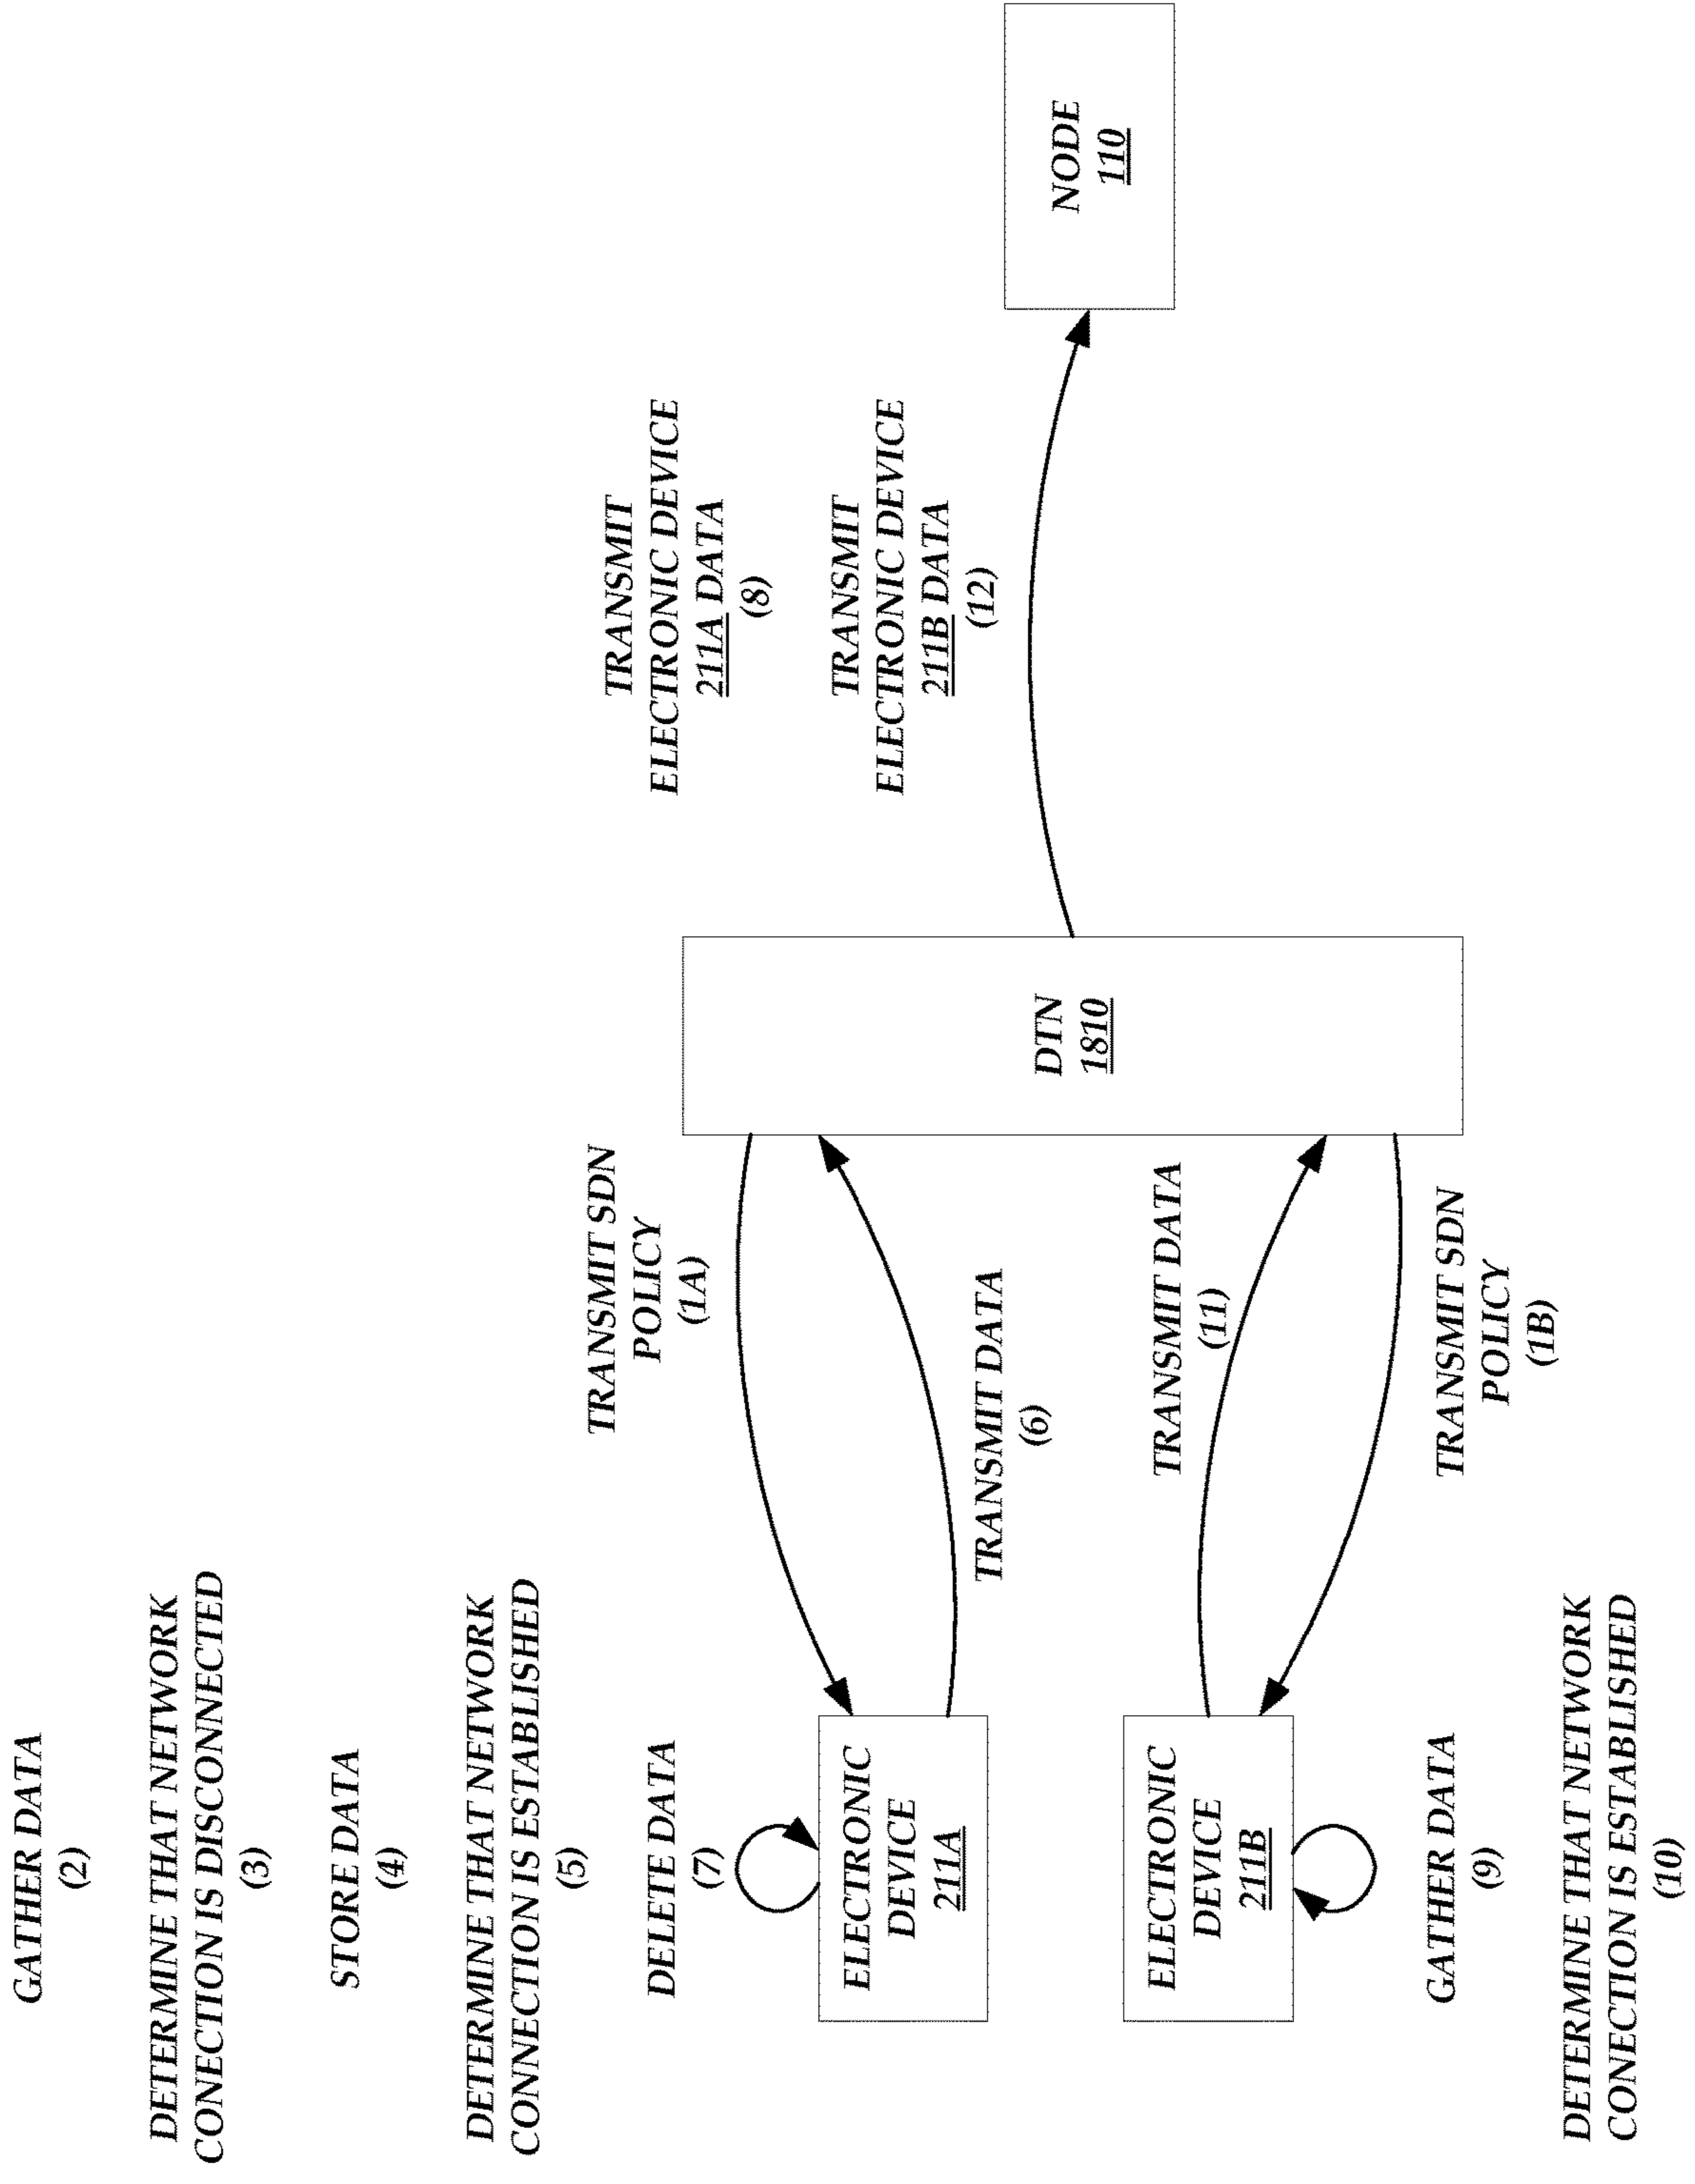 GATHER DATA
(2)
DETERMINE THAT NETWORK
CONECTION IS DISCONNECTED
(3)
STORE DATA
(4)
DETERMINE THAT NETWORK
CONNECTION IS ESTABLISHED
(5)
DELETE DATA
(7)
ELECTRONIC
DEVICE
211A
TRANSMIT SDN
POLICY
(1A)
TRANSMIT DATA
(6)
ELECTRONIC
DEVICE
211B
TRANSMIT DATA
(11)
TRANSMIT SDN
POLICY
(1B)
GATHER DATA
(9)
DETERMINE THAT NETWORK
CONECTION IS ESTABLISHED
(10)
DTN
1810
TRANSMIT
ELECTRONIC DEVICE
211A DATA
(8)
TRANSMIT
ELECTRONIC DEVICE
211B DATA
(12)
NODE
110